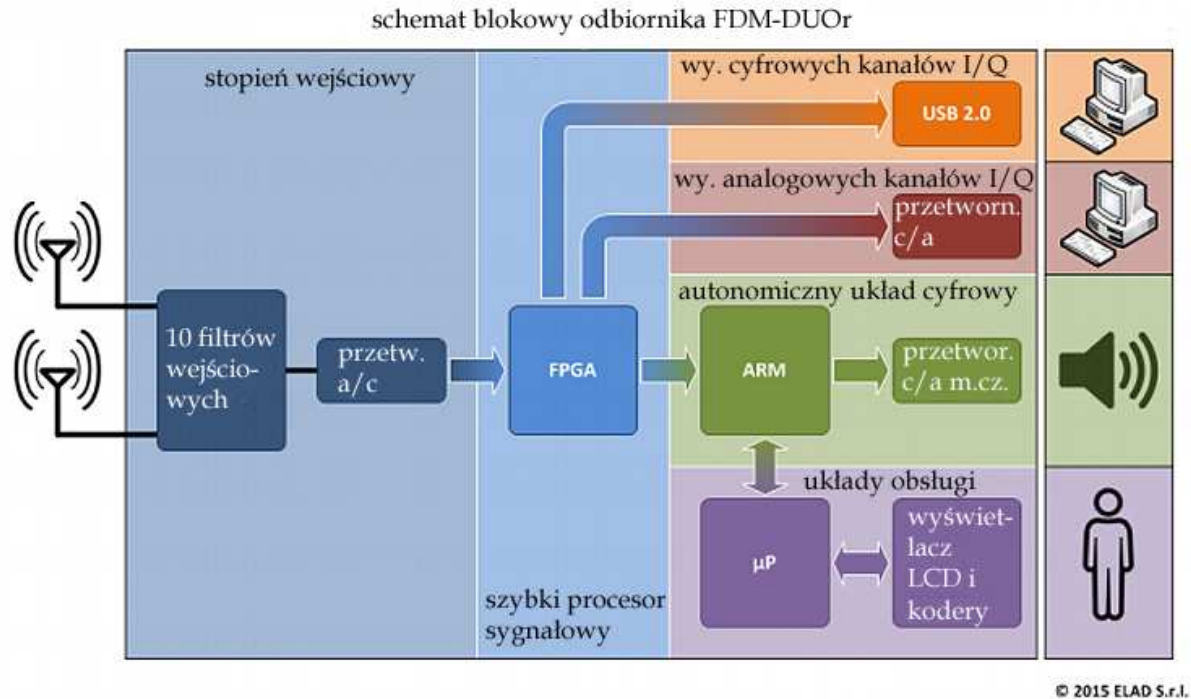 schemat blokowy odbiornika FDM-DUOr
stopień wejściowy
wy. cyfrowych kanałów I/Q
USB 2.0
wy. analogowych kanałów I/Q
przetworn.
c/a
autonomiczny układ cyfrowy
10 filtrów
wejścio-
wych
przetw.
a/c
FPGA
ARM
przetwor.
c/a m.cz.
układy obsługi
µP
wyświet-
lacz
LCD i
kodery
szybki procesor
sygnałowy
© 2015 ELAD S.r.l.